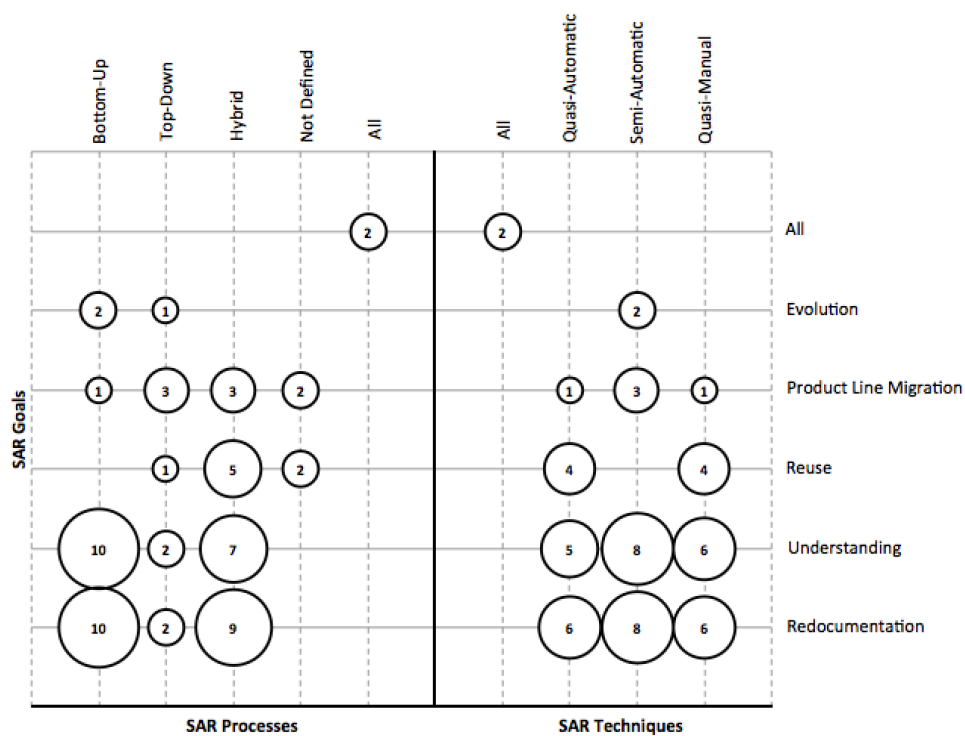 Bottom-Up
Top-Down
Hybrid
Not Defined
All
All
Quasi-Automatic
Semi-Automatic
Quasi-Manual
2 2 All
2 1 2 Evolution
1 3 3 2 1 3 1 Product Line Migration
1 5 2 4 4 Reuse
10 2 7 5 8 6 Understanding
10 2 9 6 8 6 Redocumentation
SAR Goals
SAR Processes
SAR Techniques